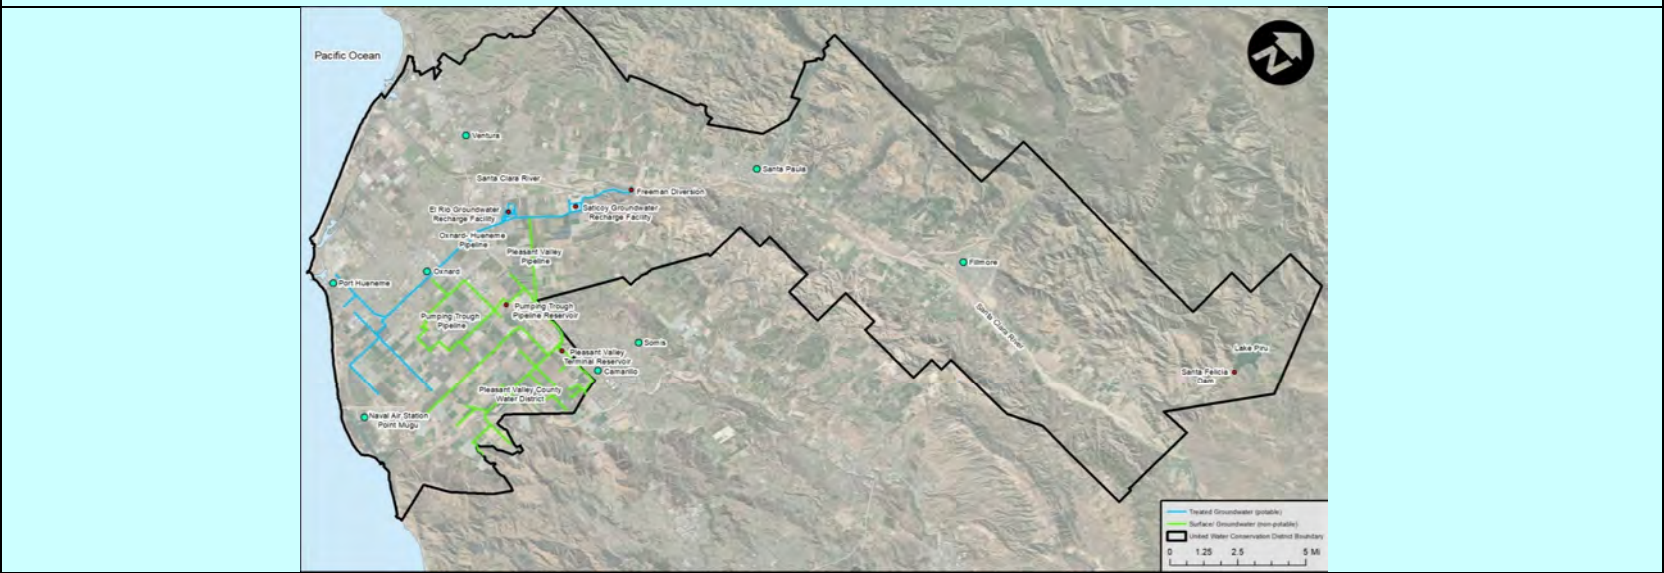 Pacific Ocean
N
Ventura
Santa Paula
Santa Clara River
Freeman Diversion
El Rio Groundwater
Recharge Facility
Saticoy Groundwater
Recharge Facility
Oxnard- Hueneme
Pipeline
Pleasant Valley
Pipeline
Fillmore
Oxnard
Port Hueneme
Pumping Trough
Pipeline Reservoir
Pumping Trough
Pipeline
Santa Clara River
Somis
Pleasant Valley
Terminal Reservoir
Camarillo
Lake Piru
Santa Felicia
Dam
Pleasant Valley County
Water District
Naval Air Station
Point Mugu
Treated Groundwater (potable)
Surface/ Groundwater (non-potable)
United Water Conservation District Boundary
0 1.25 2.5 5 Mi